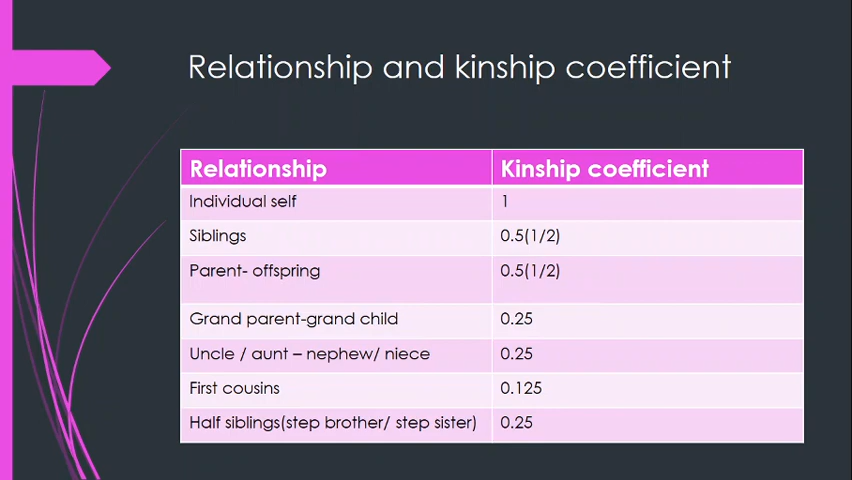 Relationship and kinship coefficient
Relationship Kinship coefficient
Individual self 1
Siblings 0.5(1/2)
Parent- offspring 0.5(1/2)
Grand parent-grand child 0.25
Uncle / aunt – nephew/ niece 0.25
First cousins 0.125
Half siblings(step brother/ step sister) 0.25